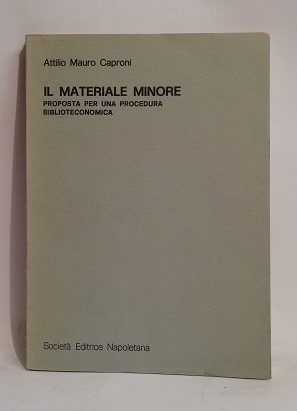 Attilio Mauro Caproni
IL MATERIALE MINORE
PROPOSTA PER UNA PROCEDURA
BIBLIOTECONOMICA
Società Editrice Napoletana